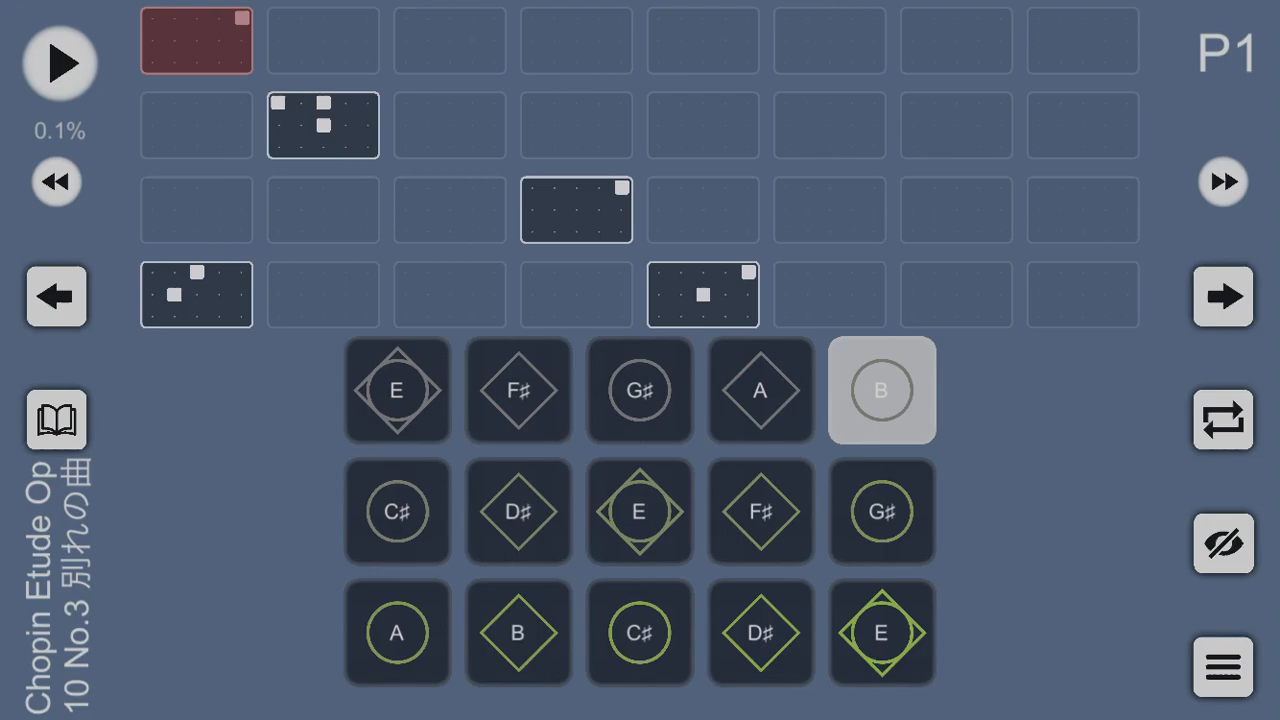 P1
0.1%
E F♯ G♯ A B
C♯ D♯ E F♯ G♯
A B C♯ D♯ E
Chopin Etude Op
10 No.3 別れの曲